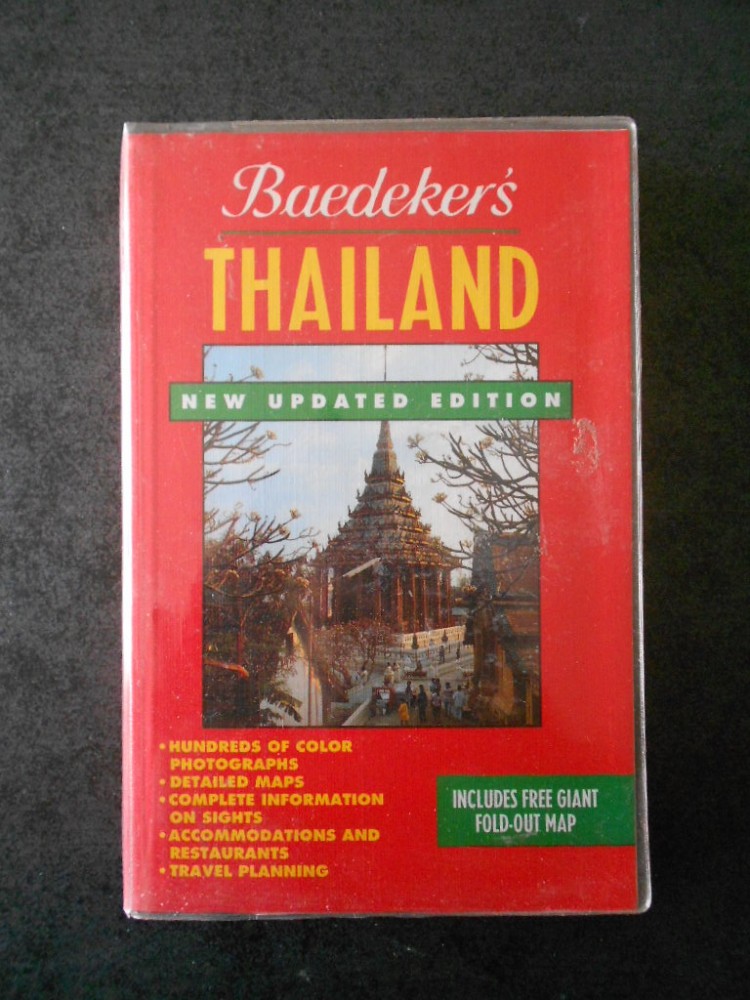 Baedeker's
THAILAND
NEW UPDATED EDITION
• HUNDREDS OF COLOR
PHOTOGRAPHS
• DETAILED MAPS
• COMPLETE INFORMATION
ON SIGHTS
• ACCOMMODATIONS AND
RESTAURANTS
• TRAVEL PLANNING
INCLUDES FREE GIANT
FOLD-OUT MAP